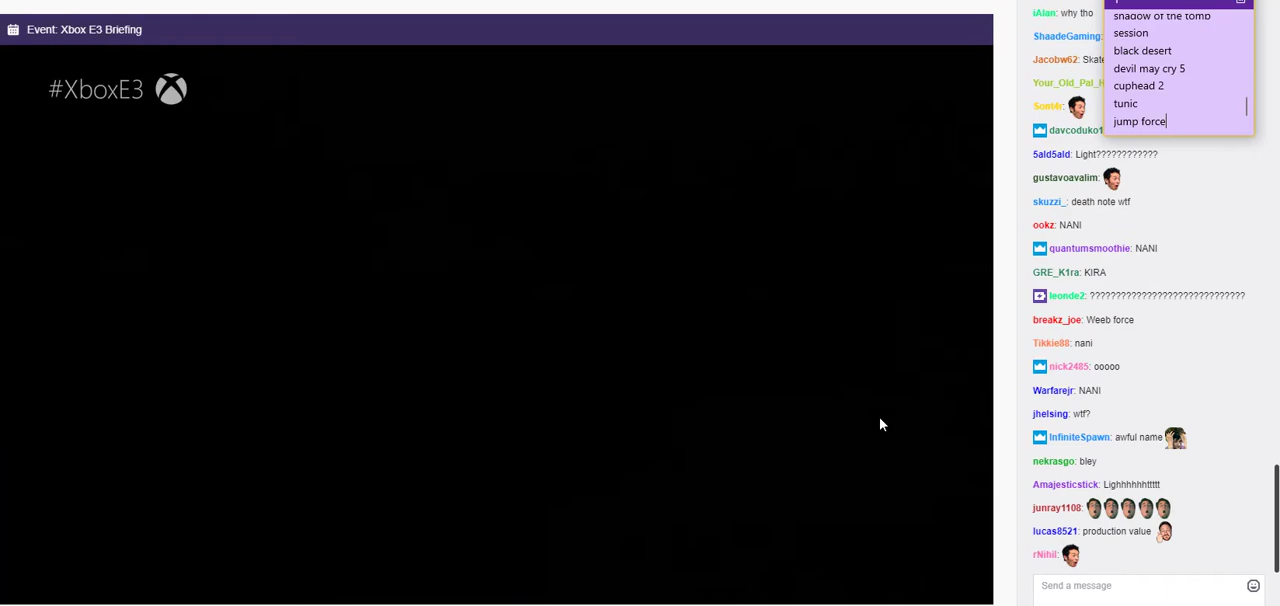 Event: Xbox E3 Briefing
#XboxE3
shadow of the tomb
session
black desert
devil may cry 5
cuphead 2
tunic
jump force
iAlan: why tho
ShaadeGaming:
Jacobw62: Skate
Your_Old_Pal_H
Sont4r:
davcoduko1
5ald5ald: Light????????????
gustavoavalim:
skuzzi_: death note wtf
ookz: NANI
quantumsmoothie: NANI
GRE_K1ra: KIRA
leonde2: ??????????????????????????????
breakz_joe: Weeb force
Tikkie88: nani
nick2485: ooooo
Warfarejr: NANI
jhelsing: wtf?
InfiniteSpawn: awful name
nekrasgo: bley
Amajesticstick: Lighhhhhhttttt
junray1108:
lucas8521: production value
rNihil:
Send a message